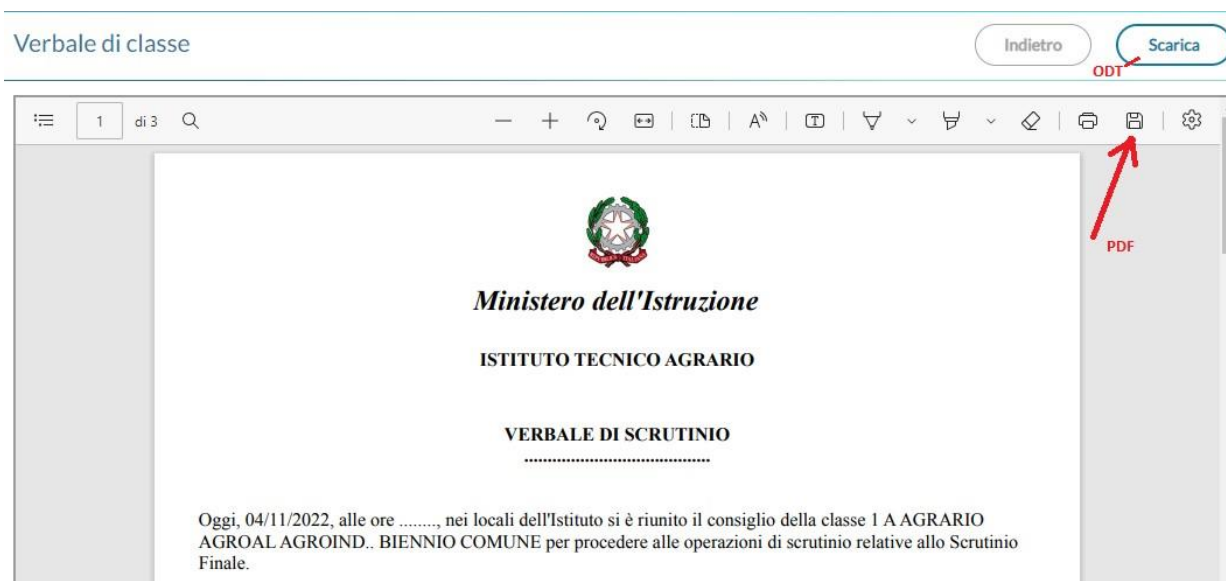 Verbale di classe
Indietro
Scarica
ODT
1 di 3
PDF
Ministero dell'Istruzione
ISTITUTO TECNICO AGRARIO
VERBALE DI SCRUTINIO
........................................
Oggi, 04/11/2022, alle ore ........, nei locali dell'Istituto si è riunito il consiglio della classe 1 A AGRARIO
AGROAL AGROIND.. BIENNIO COMUNE per procedere alle operazioni di scrutinio relative allo Scrutinio
Finale.